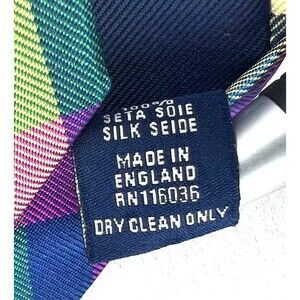 SETA SOIE
SILK SEIDE
MADE IN
ENGLAND
RN116036
DRY CLEAN ONLY